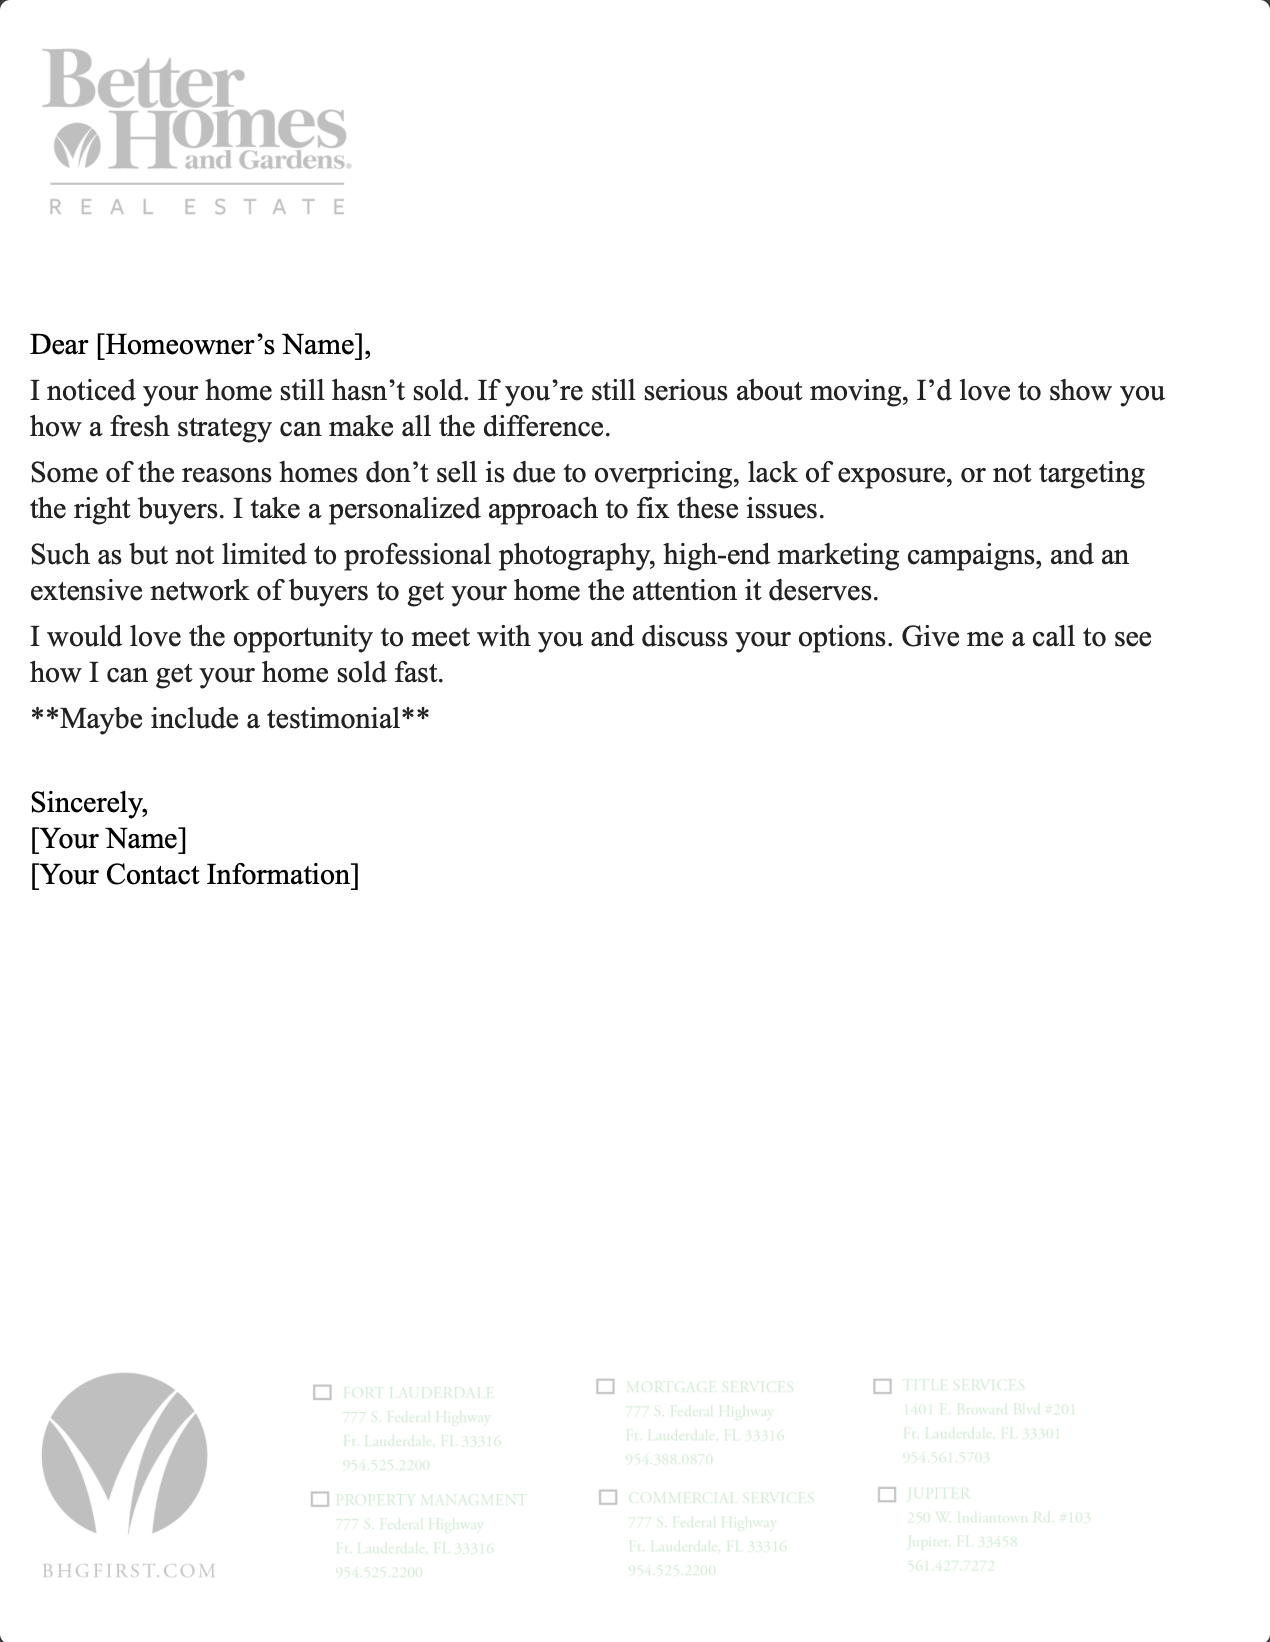 Better
Homes
and Gardens®
REAL ESTATE
Dear [Homeowner’s Name],
I noticed your home still hasn’t sold. If you’re still serious about moving, I’d love to show you
how a fresh strategy can make all the difference.
Some of the reasons homes don’t sell is due to overpricing, lack of exposure, or not targeting
the right buyers. I take a personalized approach to fix these issues.
Such as but not limited to professional photography, high-end marketing campaigns, and an
extensive network of buyers to get your home the attention it deserves.
I would love the opportunity to meet with you and discuss your options. Give me a call to see
how I can get your home sold fast.
**Maybe include a testimonial**
Sincerely,
[Your Name]
[Your Contact Information]
BHGFIRST.COM
FORT LAUDERDALE
777 S. Federal Highway
Ft. Lauderdale, FL 33316
954.525.2200
PROPERTY MANAGMENT
777 S. Federal Highway
Ft. Lauderdale, FL 33316
954.525.2200
MORTGAGE SERVICES
777 S. Federal Highway
Ft. Lauderdale, FL 33316
954.388.0870
COMMERCIAL SERVICES
777 S. Federal Highway
Ft. Lauderdale, FL 33316
954.525.2200
TITLE SERVICES
1401 E. Broward Blvd #201
Ft. Lauderdale, FL 33301
954.561.5703
JUPITER
250 W. Indiantown Rd. #103
Jupiter, FL 33458
561.427.7272